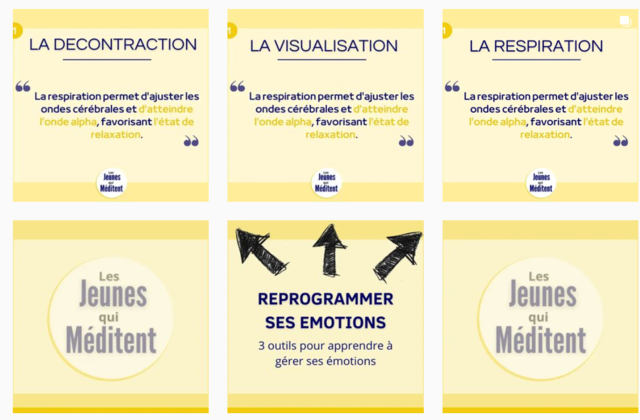 1
LA DECONTRACTION
“
La respiration permet d'ajuster les
ondes cérébrales et d'atteindre
l'onde alpha, favorisant l'état de
relaxation.
”
Les
Jeunes
qui
Méditent
LA VISUALISATION
“
La respiration permet d'ajuster les
ondes cérébrales et d'atteindre
l'onde alpha, favorisant l'état de
relaxation.
”
Les
Jeunes
qui
Méditent
LA RESPIRATION
“
La respiration permet d'ajuster les
ondes cérébrales et d'atteindre
l'onde alpha, favorisant l'état de
relaxation.
”
Les
Jeunes
qui
Méditent
Les
Jeunes
qui
Méditent
REPROGRAMMER
SES EMOTIONS
3 outils pour apprendre à
gérer ses émotions
Les
Jeunes
qui
Méditent